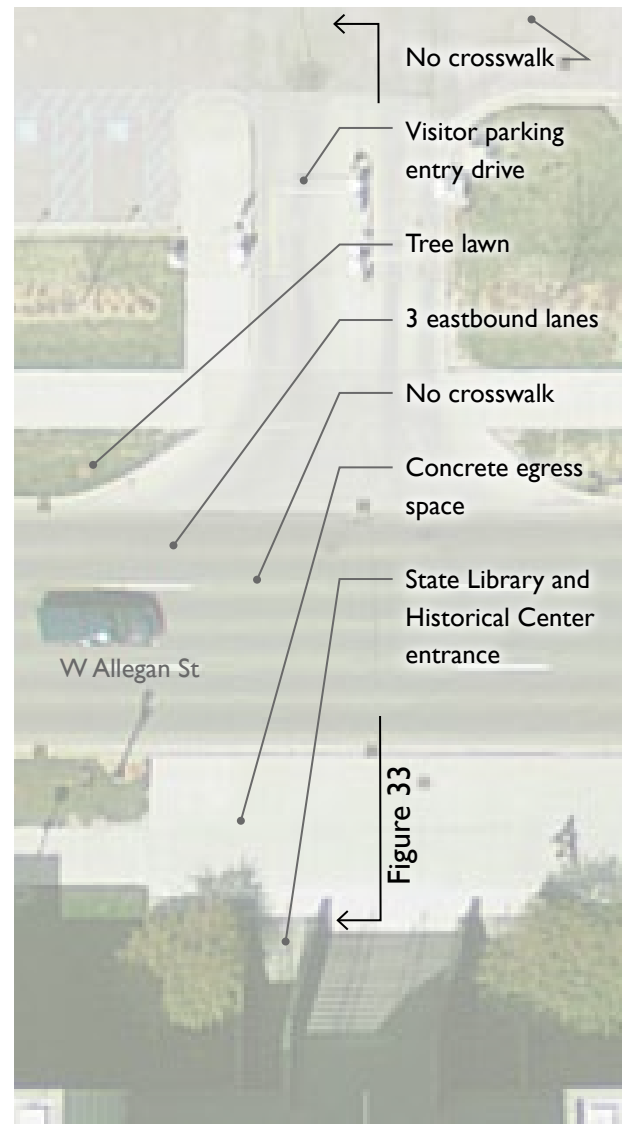 No crosswalk
Visitor parking
entry drive
Tree lawn
3 eastbound lanes
No crosswalk
Concrete egress
space
State Library and
Historical Center
entrance
W Allegan St
Figure 33